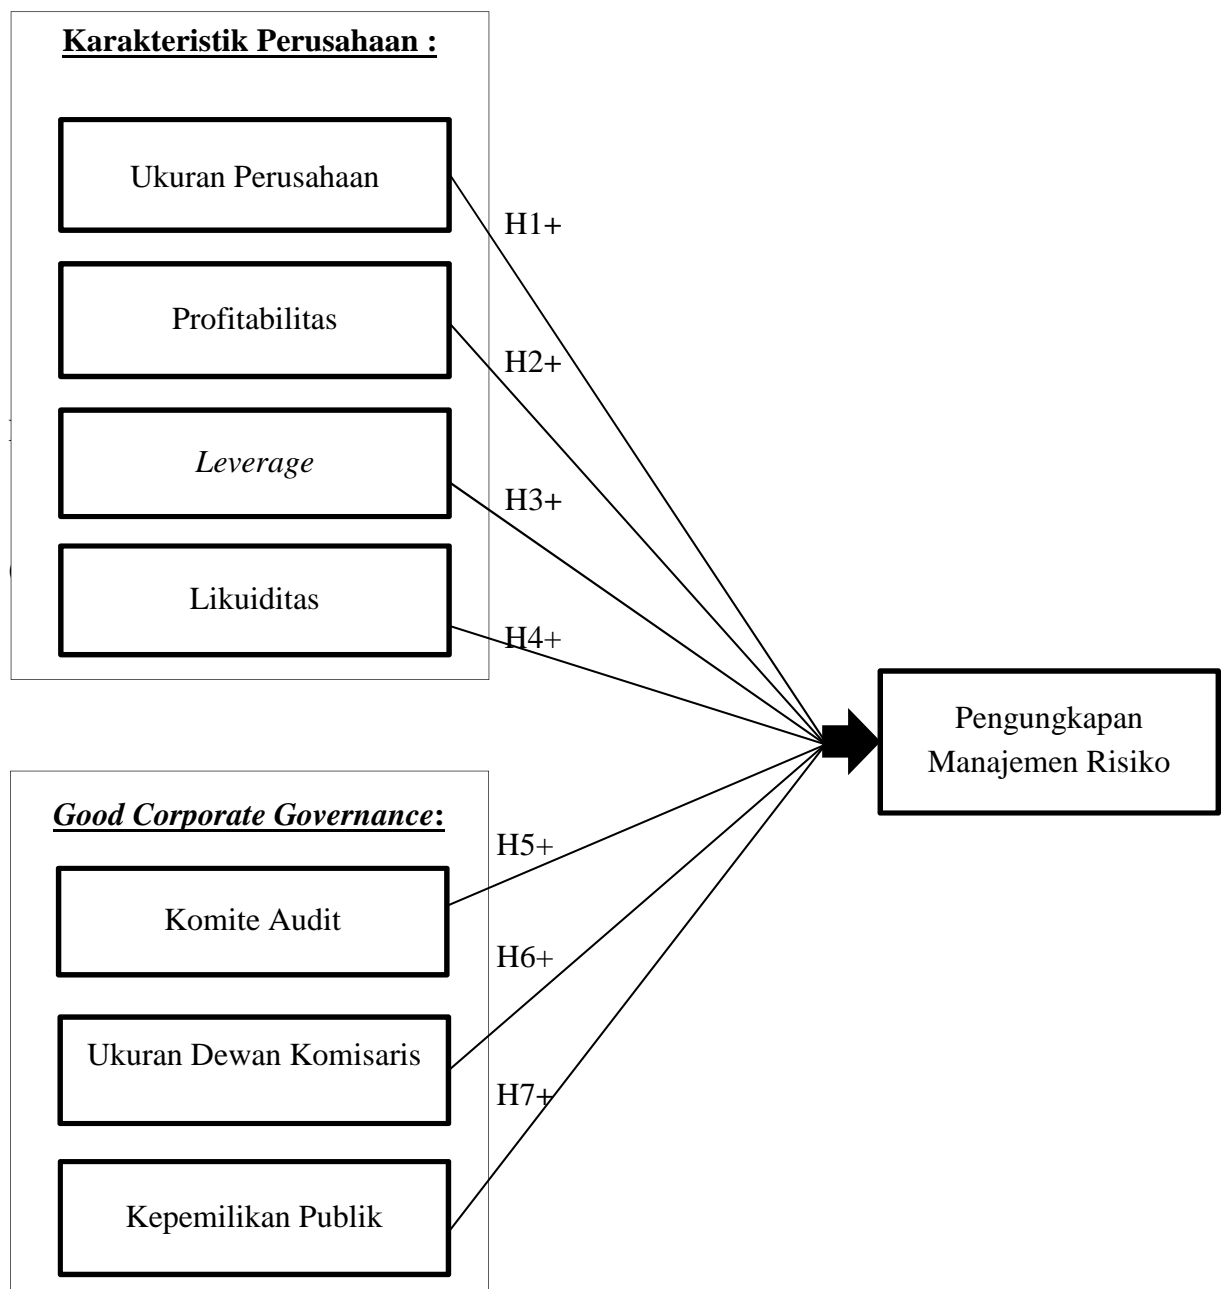 Karakteristik Perusahaan :
Ukuran Perusahaan
H1+
Profitabilitas
H2+
Leverage
H3+
Likuiditas
H4+
Pengungkapan
Manajemen Risiko
Good Corporate Governance:
Komite Audit
H5+
Ukuran Dewan Komisaris
H6+
Kepemilikan Publik
H7+